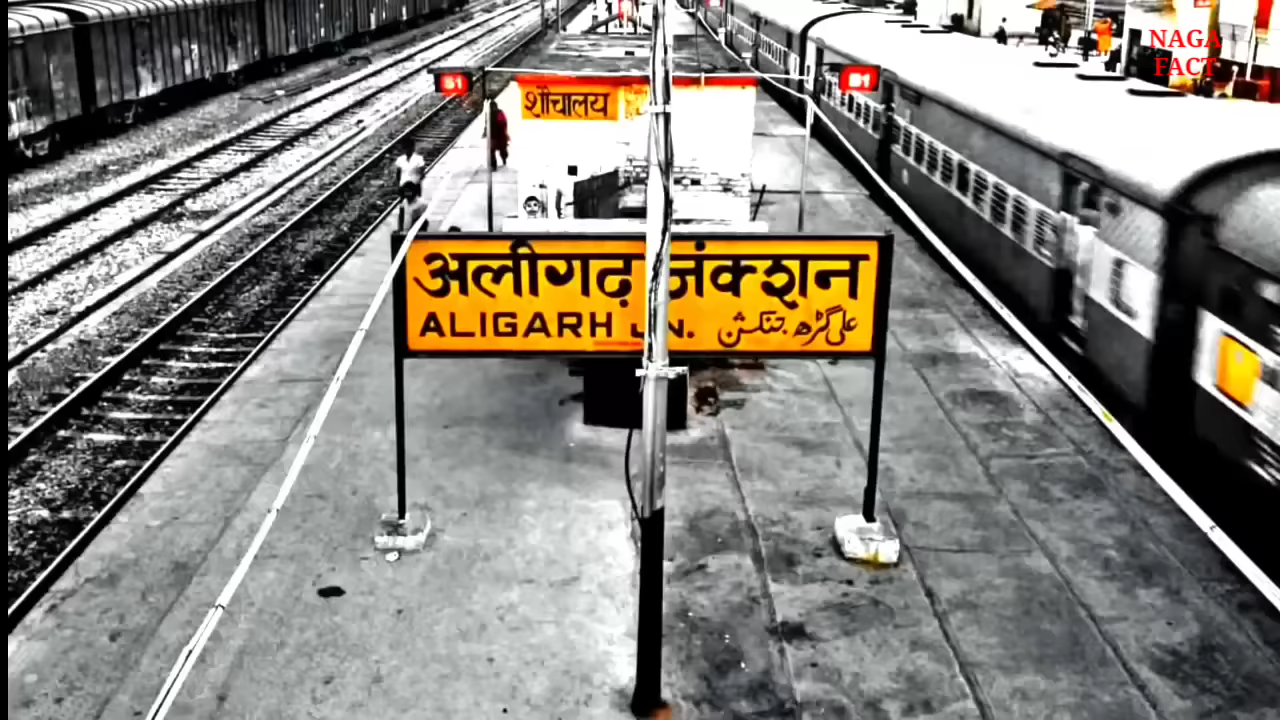 NAGA
FACT
शौचालय
अलीगढ़ जंक्शन
ALIGARH JN.
علی گڑھ جنکشن